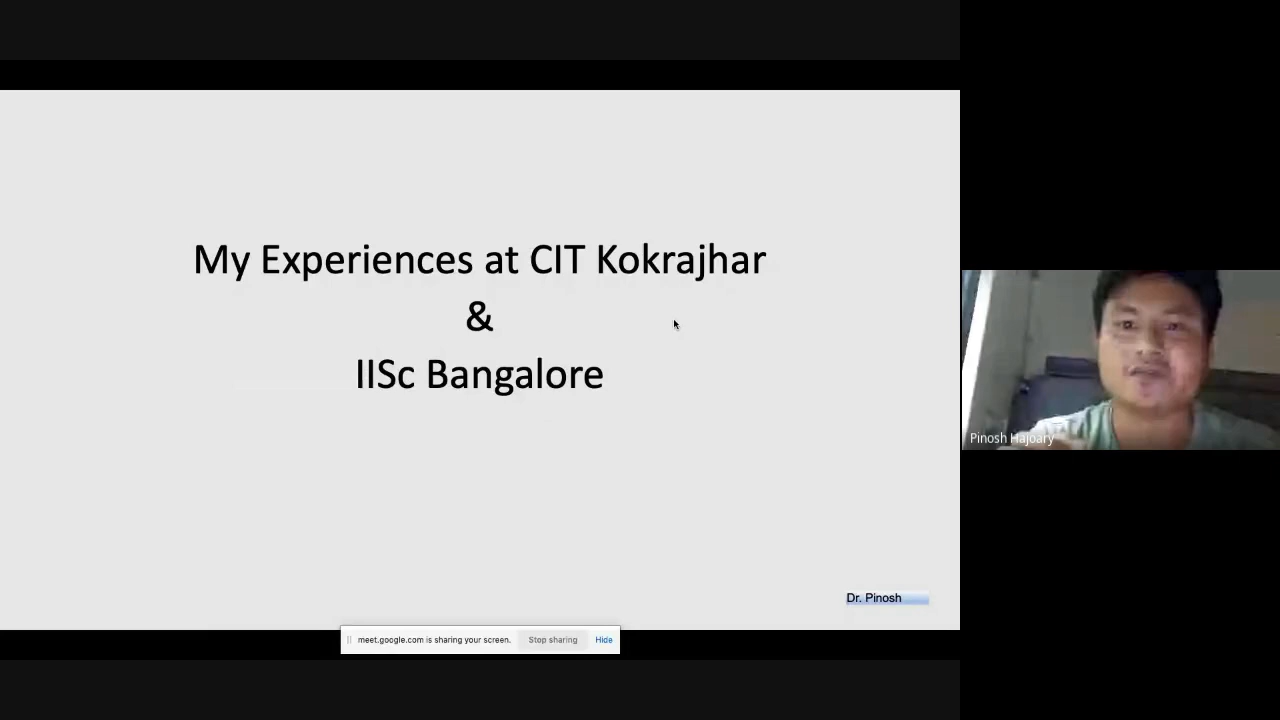 My Experiences at CIT Kokrajhar
&
IISc Bangalore
Pinosh Hajoary
Dr. Pinosh
meet.google.com is sharing your screen. Stop sharing Hide